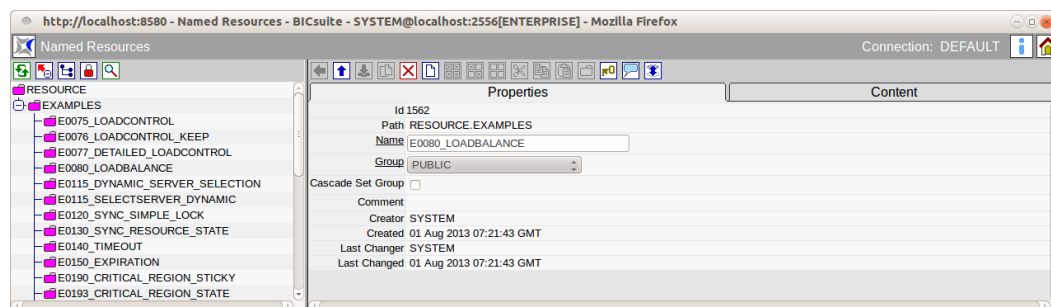 http://localhost:8580 - Named Resources - BICsuite - SYSTEM@localhost:2556[ENTERPRISE] - Mozilla Firefox
Named Resources
Connection: DEFAULT
RESOURCE
EXAMPLES
E0075_LOADCONTROL
E0076_LOADCONTROL_KEEP
E0077_DETAILED_LOADCONTROL
E0080_LOADBALANCE
E0115_DYNAMIC_SERVER_SELECTION
E0115_SELECTSERVER_DYNAMIC
E0120_SYNC_SIMPLE_LOCK
E0130_SYNC_RESOURCE_STATE
E0140_TIMEOUT
E0150_EXPIRATION
E0190_CRITICAL_REGION_STICKY
E0193_CRITICAL_REGION_STATE
Properties
Content
Id 1562
Path RESOURCE.EXAMPLES
Name E0080_LOADBALANCE
Group PUBLIC
Cascade Set Group
Comment
Creator SYSTEM
Created 01 Aug 2013 07:21:43 GMT
Last Changer SYSTEM
Last Changed 01 Aug 2013 07:21:43 GMT